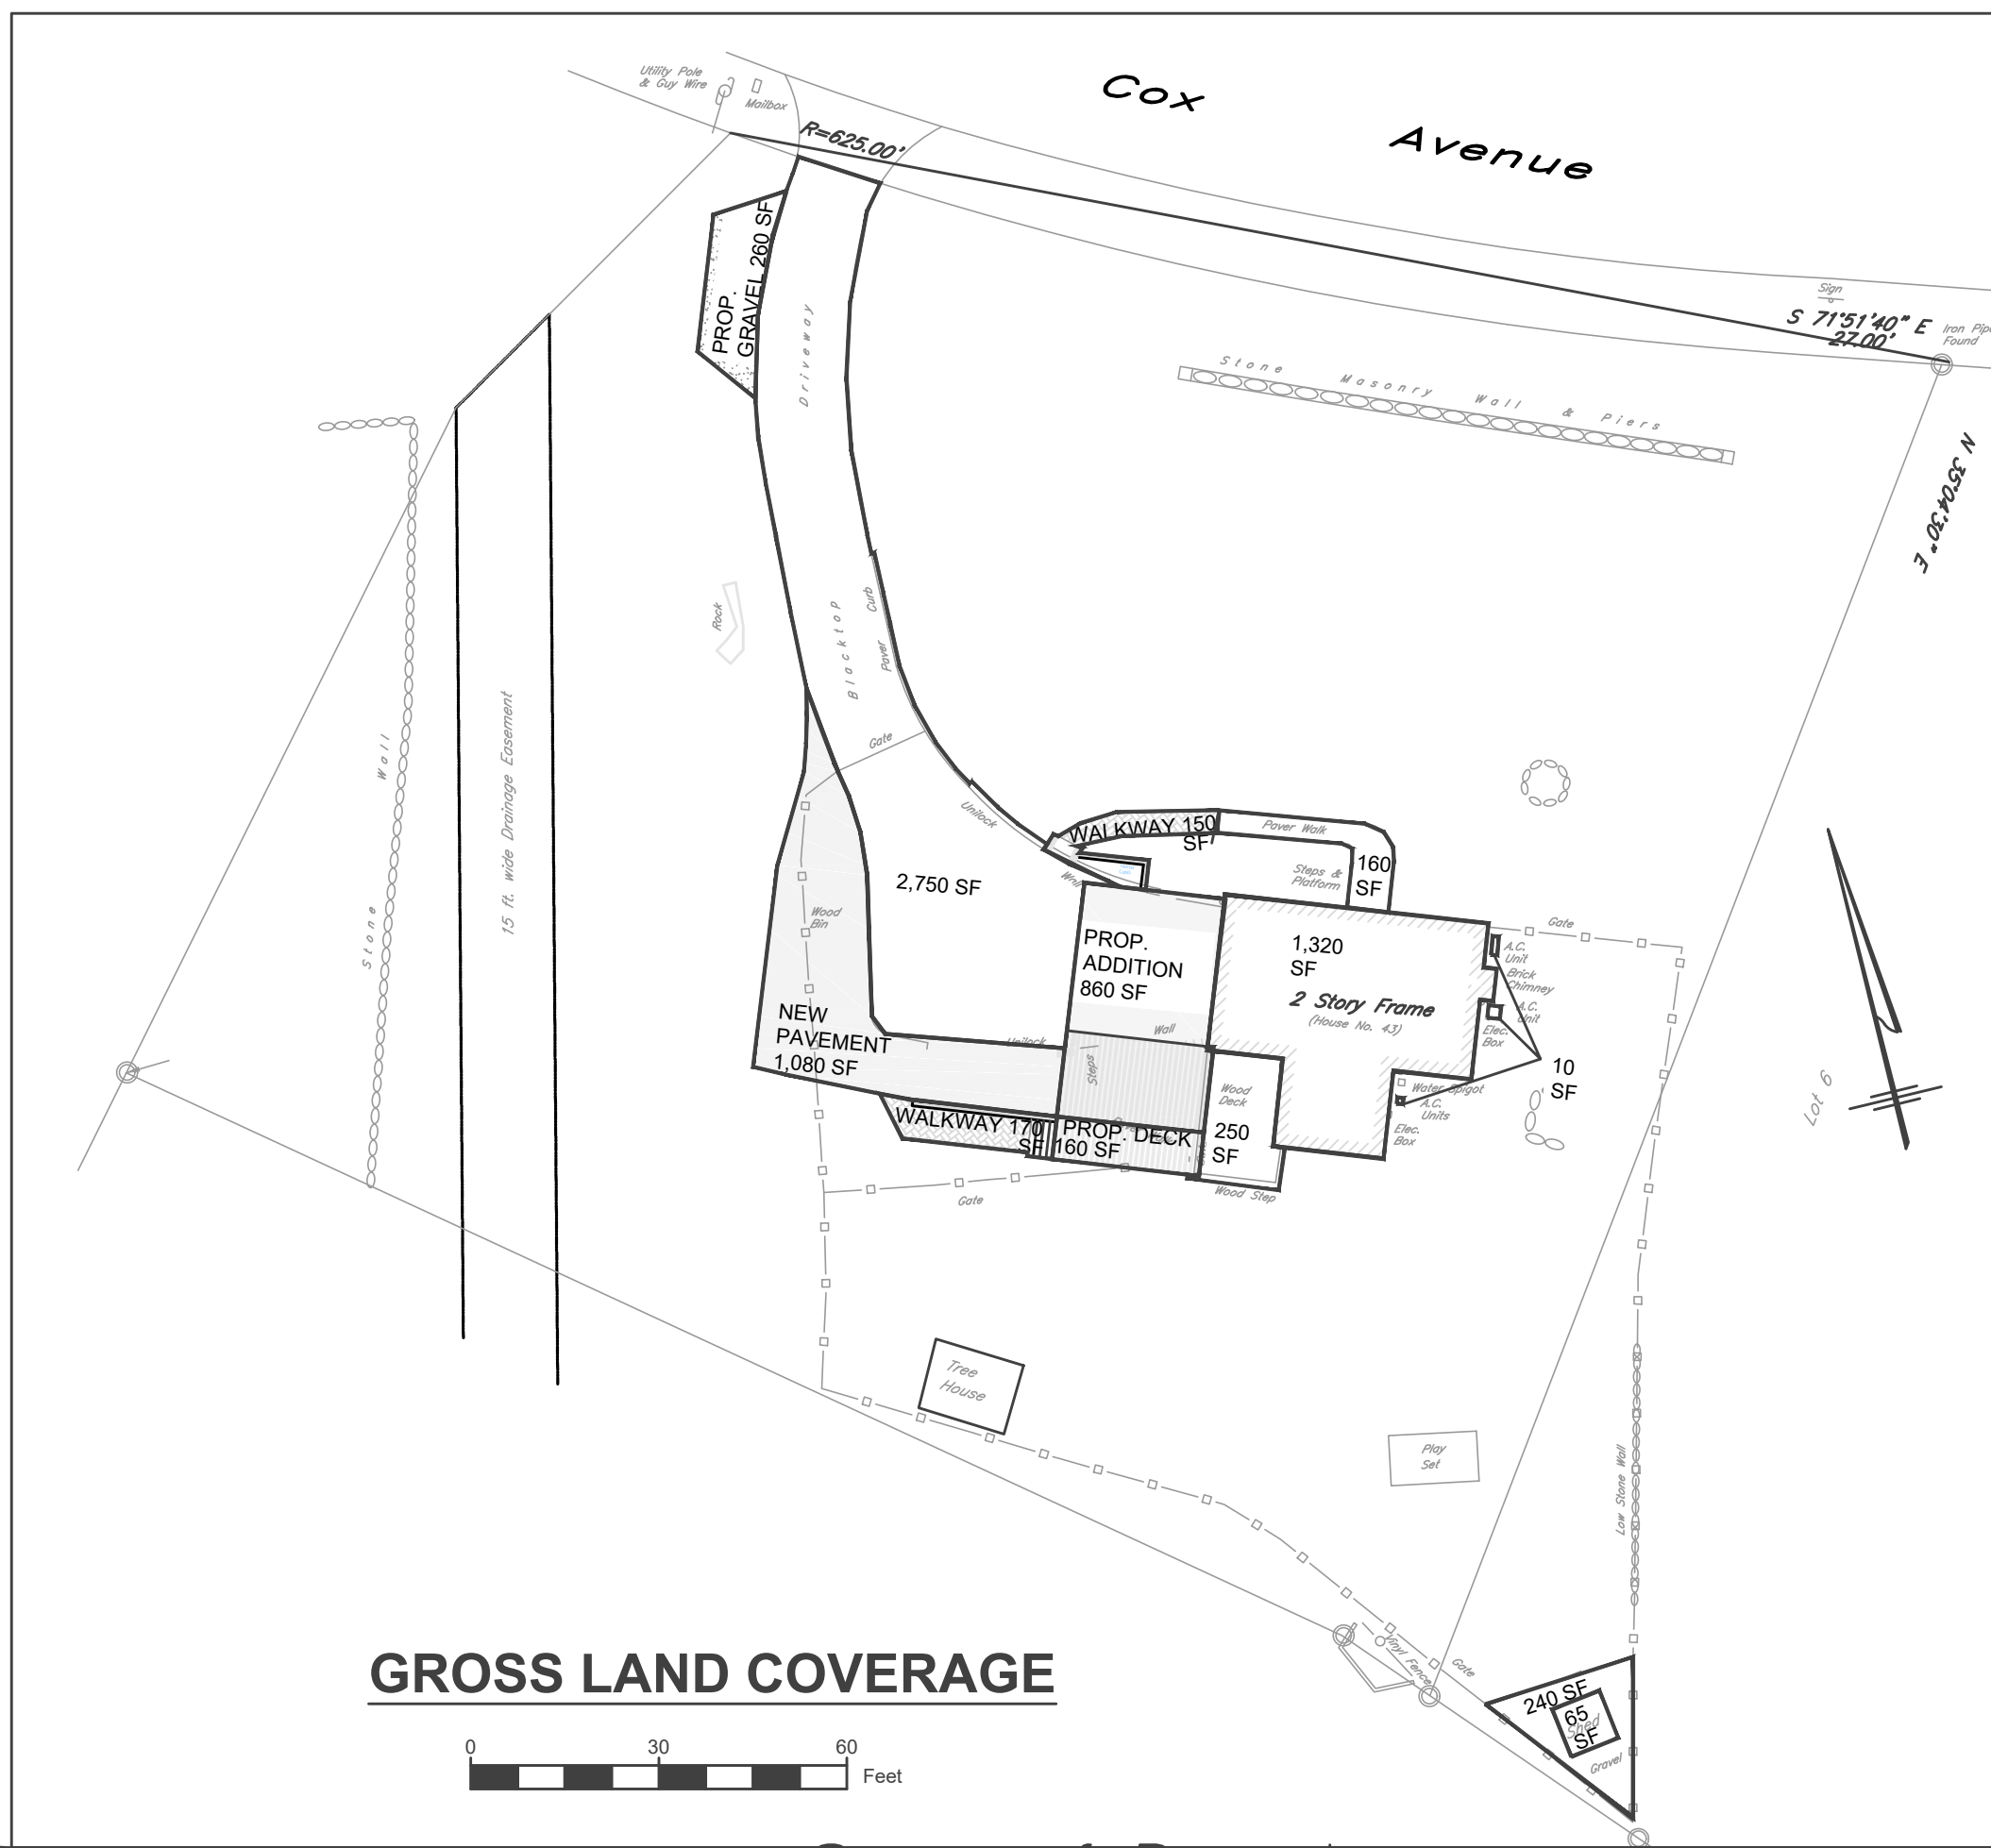 Utility Pole
& Guy Wire
Mailbox
Cox
Avenue
R=625.00'
Sign
S 71°51'40" E
27.00'
Iron Pipe
Found
N 35°04'30" E
PROP.
GRAVEL 260 SF
Driveway
Stone Masonry Wall & Piers
Rock
Blacktop
Paver Curb
Gate
Stone Wall
15 ft. wide Drainage Easement
Unilock
Wall
WALKWAY 150
SF
Paver Walk
Steps &
Platform
160
SF
2,750 SF
Wood
Bin
PROP.
ADDITION
860 SF
1,320
SF
2 Story Frame
(House No. 43)
Gate
A.C.
Unit
Brick
Chimney
A.C.
Unit
Elec.
Box
10
SF
Water Spigot
A.C.
Units
Elec.
Box
Lot 6
NEW
PAVEMENT
1,080 SF
Unilock
Wall
Steps
Wood
Deck
WALKWAY 170
SF
PROP. DECK
160 SF
250
SF
Wood Step
Gate
Tree
House
Play
Set
Low Stone Wall
Vinyl Fence
Gate
240 SF
65
SF
Shed
Gravel
GROSS LAND COVERAGE
0 30 60
Feet